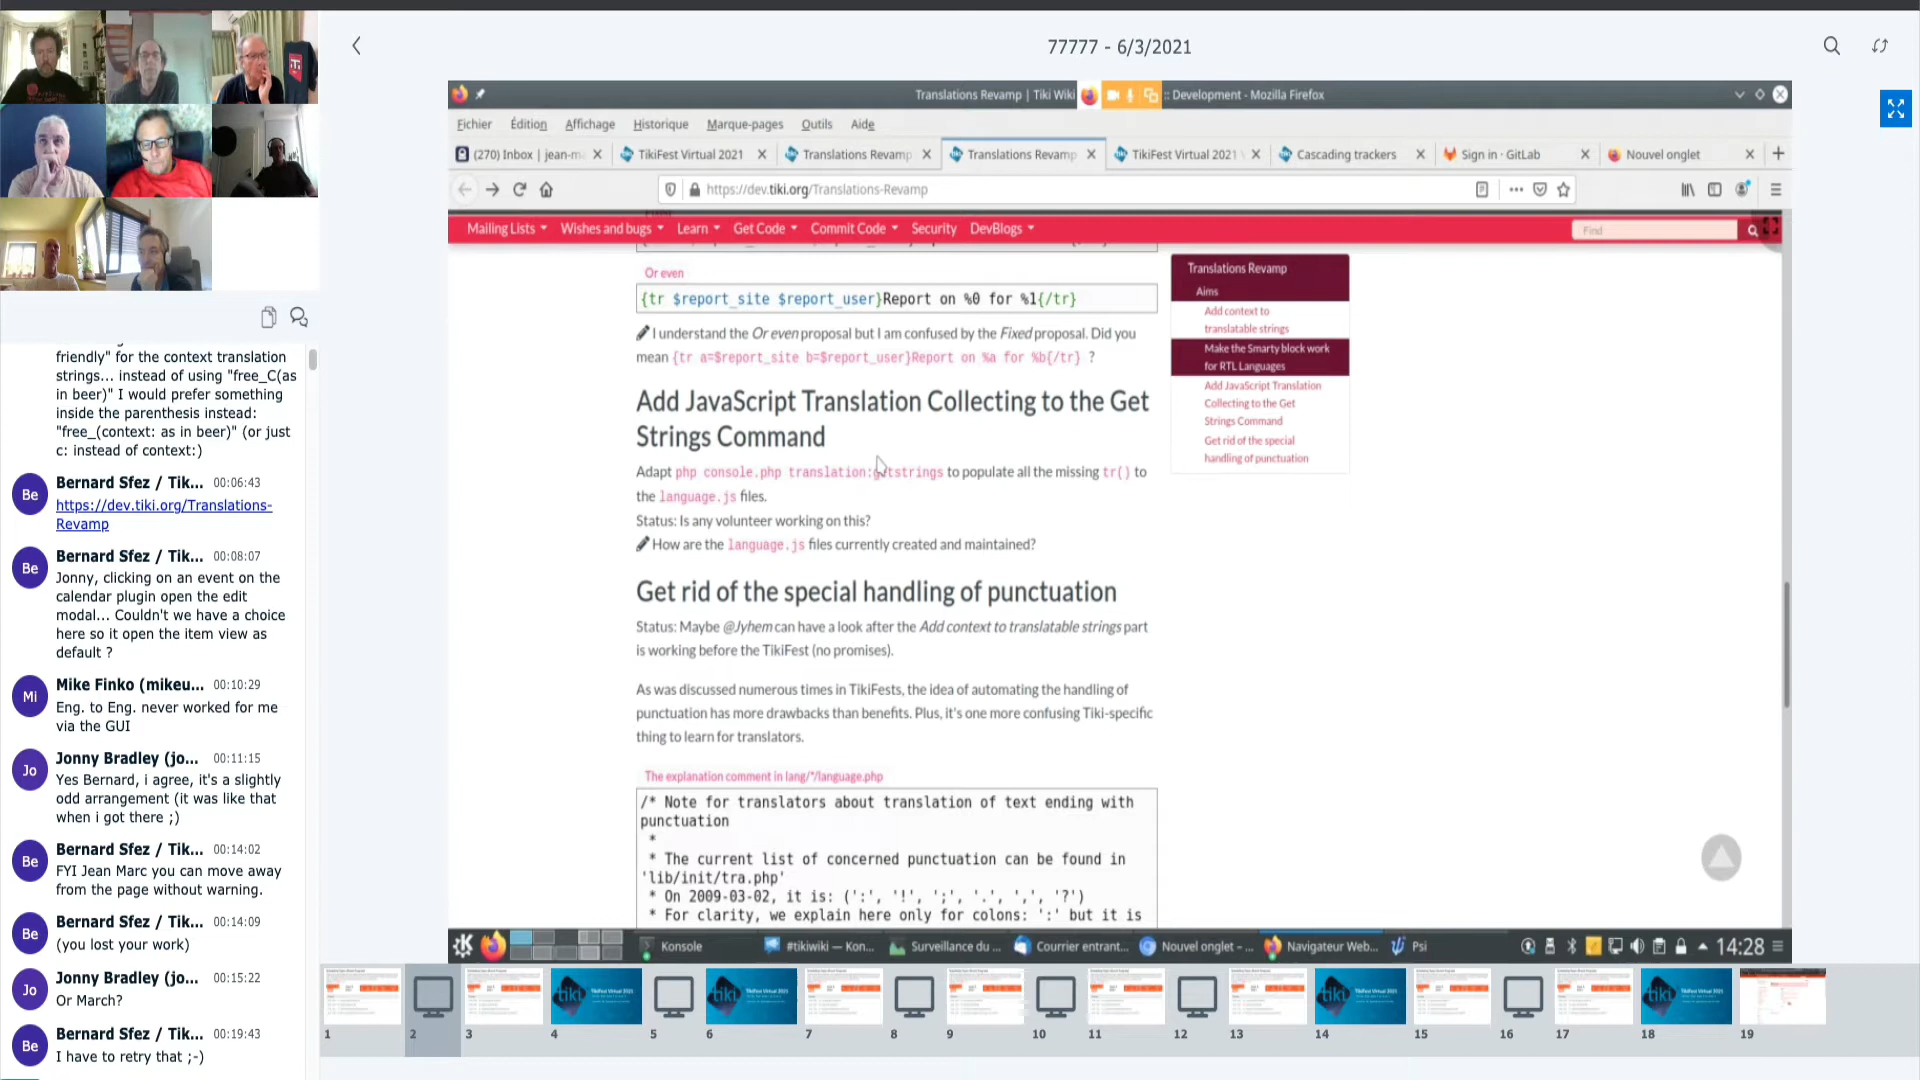 77777 - 6/3/2021
friendly" for the context translation
strings... instead of using "free_C(as
in beer)" I would prefer something
inside the parenthesis instead:
"free_(context: as in beer)" (or just
c: instead of context:)
Be
Bernard Sfez / Tik... 00:06:43
https://dev.tiki.org/Translations-
Revamp
Be
Bernard Sfez / Tik... 00:08:07
Jonny, clicking on an event on the
calendar plugin open the edit
modal... Couldn't we have a choice
here so it open the item view as
default ?
Mi
Mike Finko (mikeu... 00:10:29
Eng. to Eng. never worked for me
via the GUI
Jo
Jonny Bradley (jo... 00:11:15
Yes Bernard, i agree, it's a slightly
odd arrangement (it was like that
when i got there ;)
Be
Bernard Sfez / Tik... 00:14:02
FYI Jean Marc you can move away
from the page without warning.
Be
Bernard Sfez / Tik... 00:14:09
(you lost your work)
Jo
Jonny Bradley (jo... 00:15:22
Or March?
Be
Bernard Sfez / Tik... 00:19:43
I have to retry that ;-)
Translations Revamp | Tiki Wiki :: Development - Mozilla Firefox
Fichier Édition Affichage Historique Marque-pages Outils Aide
(270) Inbox | jean-m TikiFest Virtual 2021 Translations Revamp Translations Revamp TikiFest Virtual 2021 Cascading trackers Sign in · GitLab Nouvel onglet
https://dev.tiki.org/Translations-Revamp
Mailing Lists Wishes and bugs Learn Get Code Commit Code Security DevBlogs Find
Or even
{tr $report_site $report_user}Report on %0 for %1{/tr}
I understand the Or even proposal but I am confused by the Fixed proposal. Did you
mean {tr a=$report_site b=$report_user}Report on %a for %b{/tr} ?
Add JavaScript Translation Collecting to the Get
Strings Command
Adapt php console.php translation:getstrings to populate all the missing tr() to
the language.js files.
Status: Is any volunteer working on this?
How are the language.js files currently created and maintained?
Get rid of the special handling of punctuation
Status: Maybe @Jyhem can have a look after the Add context to translatable strings part
is working before the TikiFest (no promises).
As was discussed numerous times in TikiFests, the idea of automating the handling of
punctuation has more drawbacks than benefits. Plus, it's one more confusing Tiki-specific
thing to learn for translators.
The explanation comment in lang/*/language.php
/* Note for translators about translation of text ending with
punctuation
*
* The current list of concerned punctuation can be found in
'lib/init/tra.php'
* On 2009-03-02, it is: (':', '!', ';', '.', ',', '?')
* For clarity, we explain here only for colons: ':' but it is
Translations Revamp
Aims
Add context to
translatable strings
Make the Smarty block work
for RTL Languages
Add JavaScript Translation
Collecting to the Get
Strings Command
Get rid of the special
handling of punctuation
Konsole #tikiwiki — Kon... Surveillance du ... Courrier entrant... Nouvel onglet – ... Navigateur Web... Psi 14:28
tiki tiki tiki tiki
1 2 3 4 5 6 7 8 9 10 11 12 13 14 15 16 17 18 19